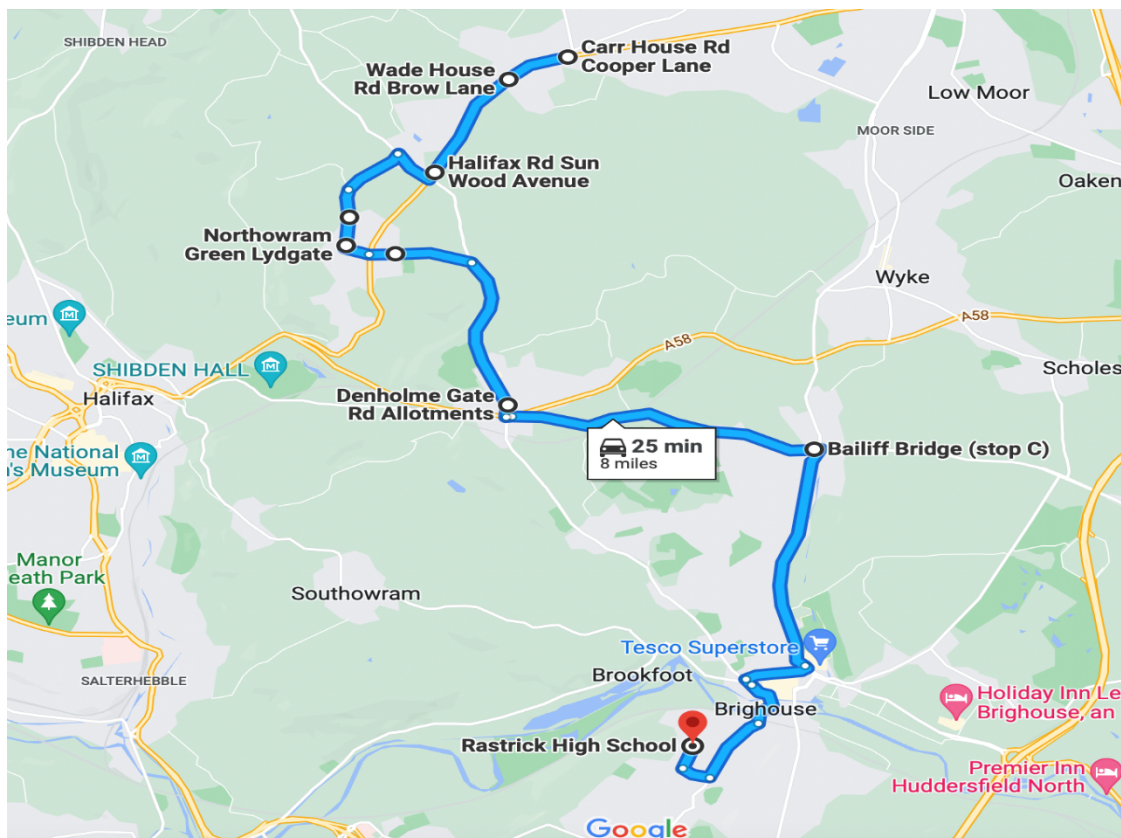 SHIBDEN HEAD
Carr House Rd
Cooper Lane
Wade House
Rd Brow Lane
Low Moor
MOOR SIDE
Halifax Rd Sun
Wood Avenue
Oaken
Northowram
Green Lydgate
Wyke
eum
A58
A58
SHIBDEN HALL
Scholes
Halifax
Denholme Gate
Rd Allotments
25 min
8 miles
Bailiff Bridge (stop C)
ne National
n's Museum
Manor
eath Park
Southowram
Tesco Superstore
SALTERHEBBLE
Brookfoot
Holiday Inn Le
Brighouse, an
Brighouse
Rastrick High School
Premier Inn
Huddersfield North
Google